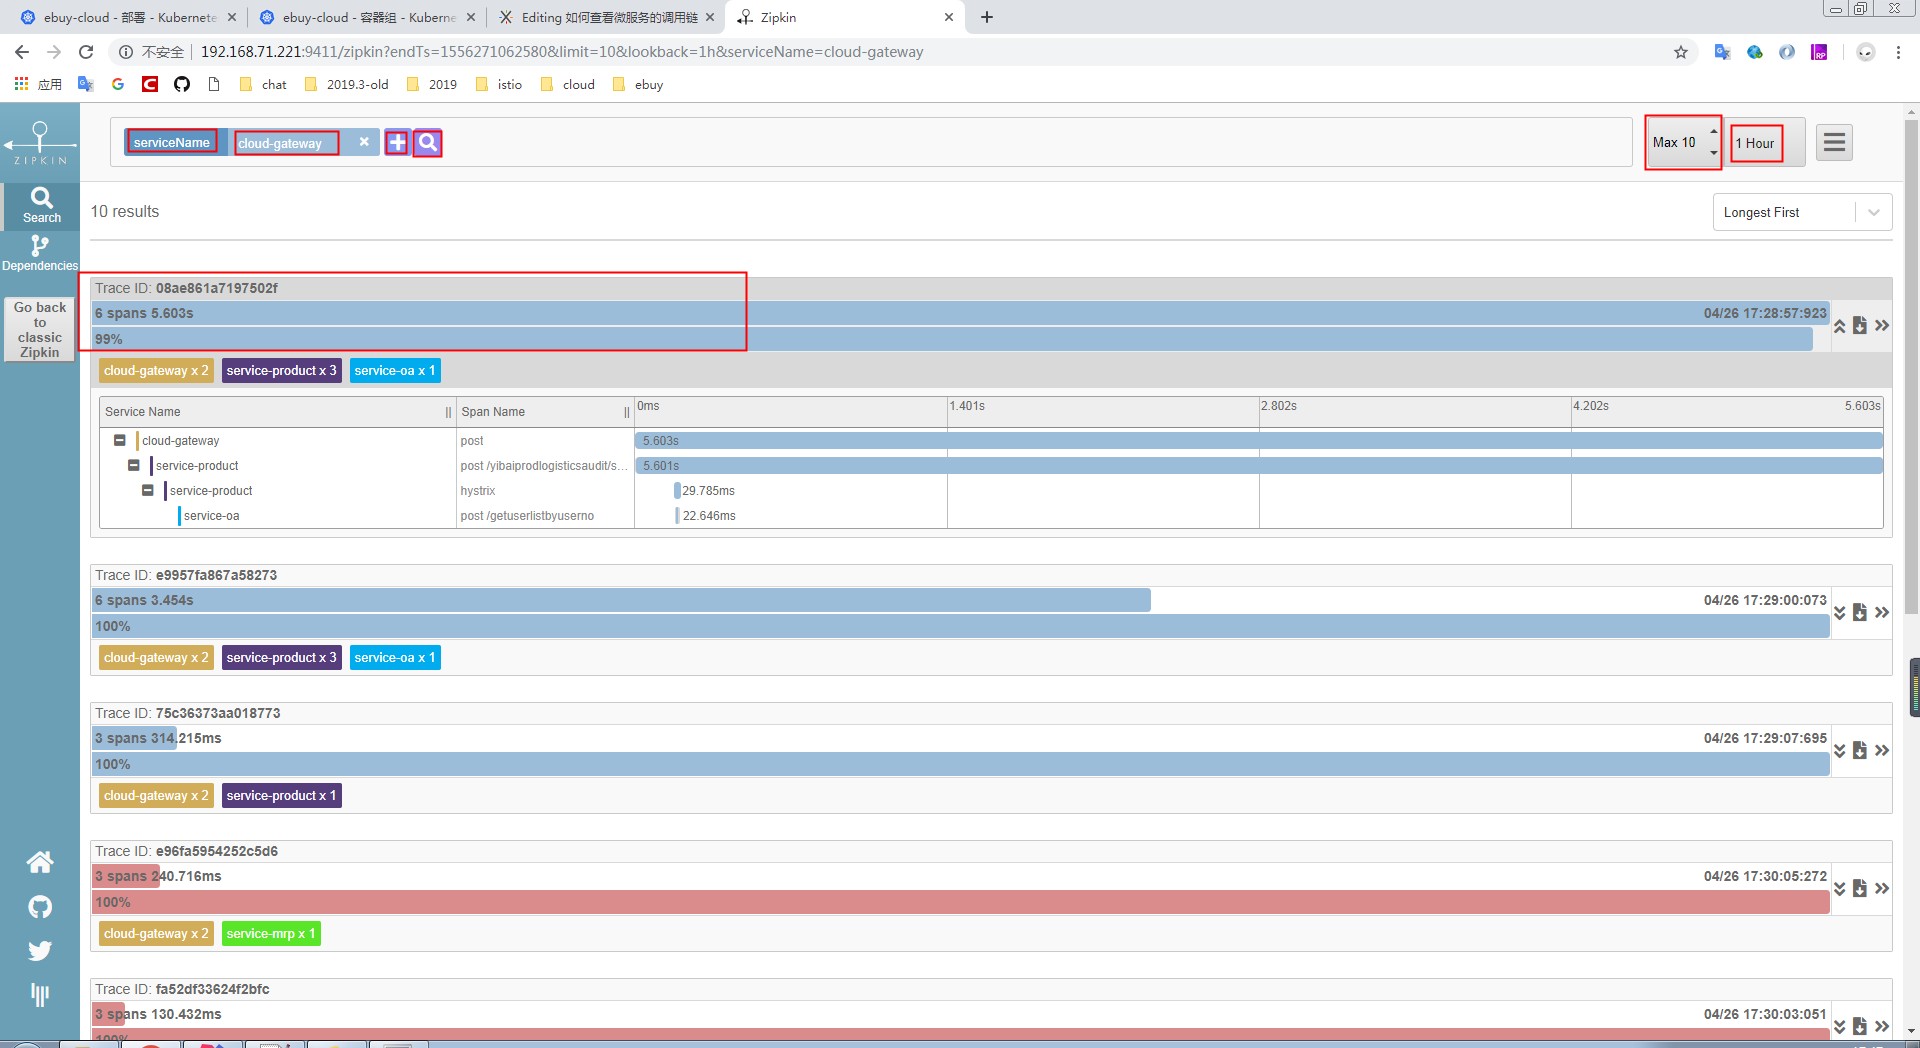 ebuy-cloud - 部署 - Kubernete
ebuy-cloud - 容器组 - Kuberne
Editing 如何查看微服务的调用链
Zipkin
不安全
192.168.71.221:9411/zipkin?endTs=1556271062580&limit=10&lookback=1h&serviceName=cloud-gateway
应用
chat
2019.3-old
2019
istio
cloud
ebuy
ZIPKIN
Search
Dependencies
Go back to classic Zipkin
serviceName
cloud-gateway
Max 10
1 Hour
10 results
Longest First
Trace ID: 08ae861a7197502f
6 spans 5.603s
04/26 17:28:57:923
99%
cloud-gateway x 2
service-product x 3
service-oa x 1
Service Name
Span Name
0ms
1.401s
2.802s
4.202s
5.603s
cloud-gateway
post
5.603s
service-product
post /yibaiprodlogisticsaudit/s...
5.601s
service-product
hystrix
29.785ms
service-oa
post /getuserlistbyuserno
22.646ms
Trace ID: e9957fa867a58273
6 spans 3.454s
04/26 17:29:00:073
100%
cloud-gateway x 2
service-product x 3
service-oa x 1
Trace ID: 75c36373aa018773
3 spans 314.215ms
04/26 17:29:07:695
100%
cloud-gateway x 2
service-product x 1
Trace ID: e96fa5954252c5d6
3 spans 240.716ms
04/26 17:30:05:272
100%
cloud-gateway x 2
service-mrp x 1
Trace ID: fa52df33624f2bfc
3 spans 130.432ms
04/26 17:30:03:051
100%